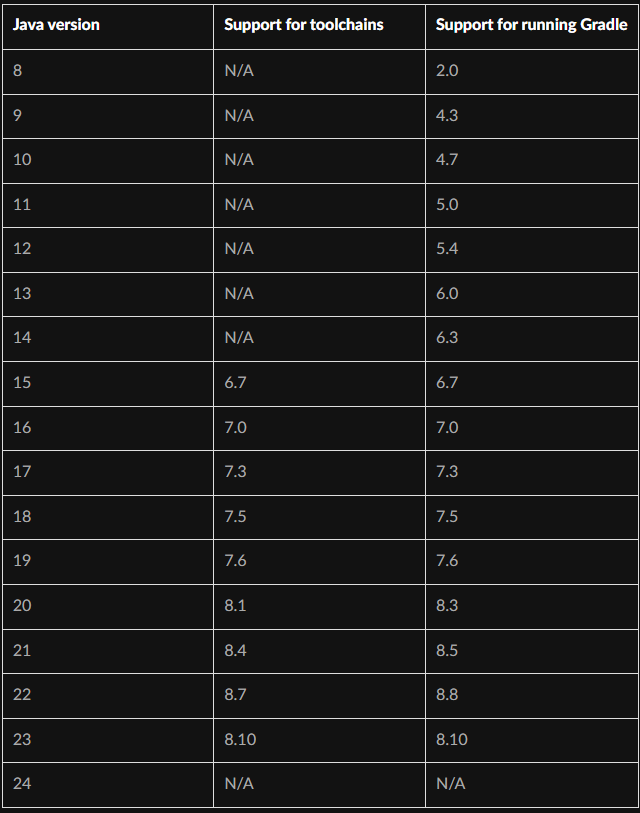 Java version Support for toolchains Support for running Gradle
8 N/A 2.0
9 N/A 4.3
10 N/A 4.7
11 N/A 5.0
12 N/A 5.4
13 N/A 6.0
14 N/A 6.3
15 6.7 6.7
16 7.0 7.0
17 7.3 7.3
18 7.5 7.5
19 7.6 7.6
20 8.1 8.3
21 8.4 8.5
22 8.7 8.8
23 8.10 8.10
24 N/A N/A